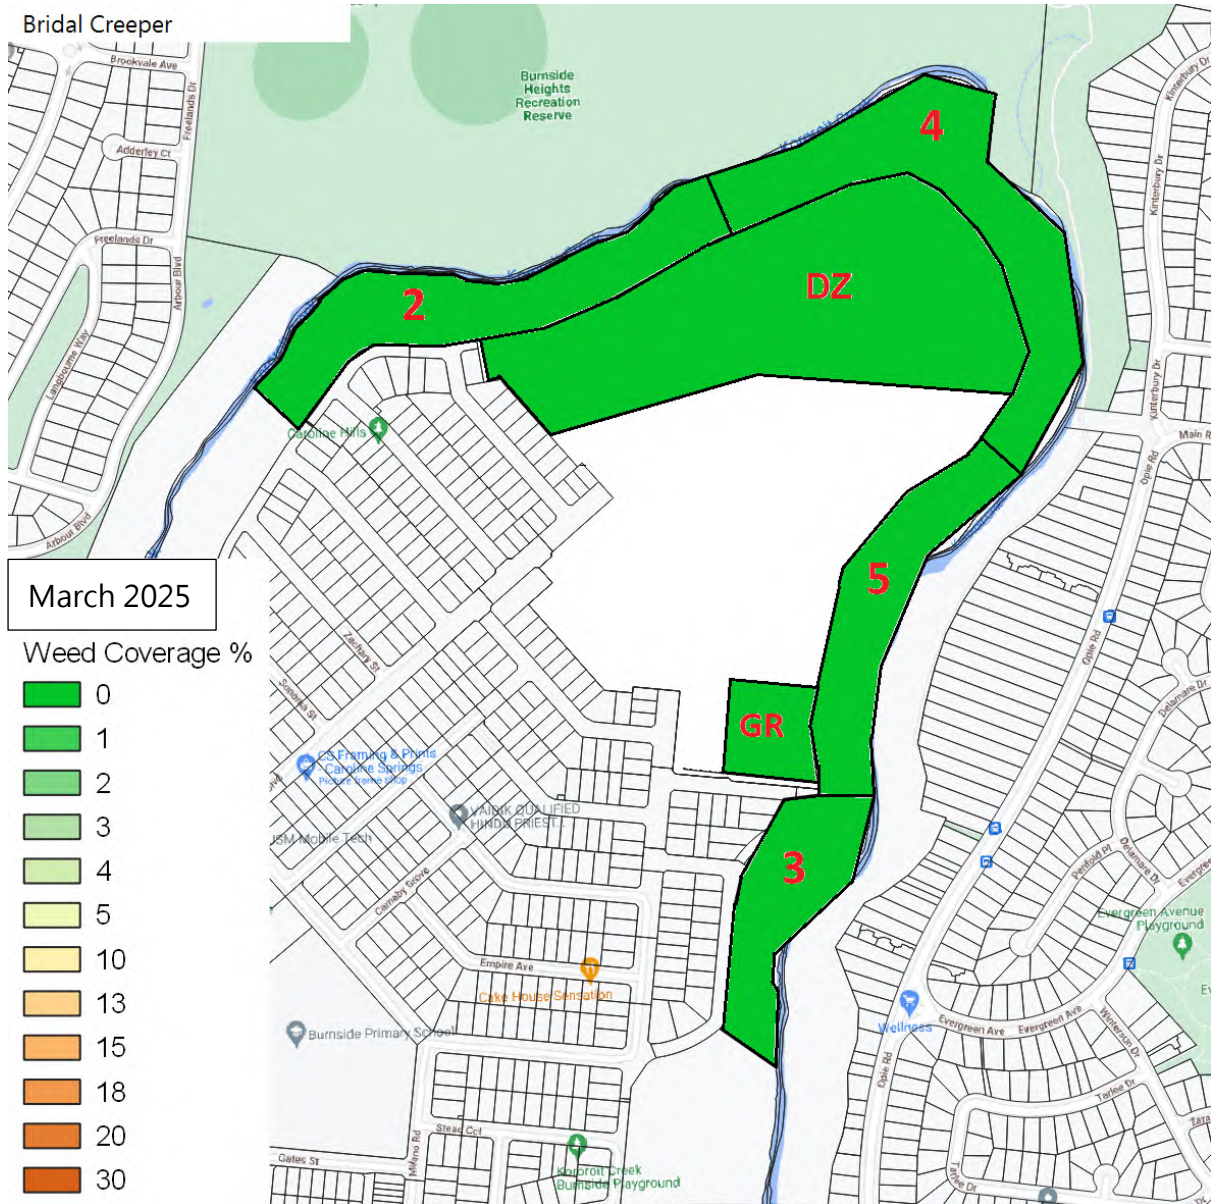 Bridal Creeper
Brookvale Ave
Freelands Dr
Adderley Ct
Freelands Dr
Arbour Blvd
Langbourne Way
Arbour Blvd
Burnside
Heights
Recreation
Reserve
Kinterbury Dr
Kinterbury Dr
Kinterbury Dr
4
2
DZ
Caroline Hills
Main R
Opie Rd
5
March 2025
Weed Coverage %
0
1
2
3
4
5
10
13
15
18
20
30
Zachary St
Sonoma St
Opie Rd
Delamare Dr
GR
CS Framing & Prints
- Caroline Springs
Picture frame shop
VAIDIK QUALIFIED
HINDU PRIEST...
JSM Mobile Tech
Carnaby Grove
3
Penfold Pl
Delamare Dr
Evergree
Evergreen Avenue
Playground
Empire Ave
Cake House Sensation
Burnside Primary School
Wellness
Evergreen Ave
Evergreen Ave
Winterson Dr
Ev
Opie Rd
Tarlee Dr
Tarlee Dr
Tara
Stead Cct
Milano Rd
Gates St
Kororoit Creek
Burnside Playground